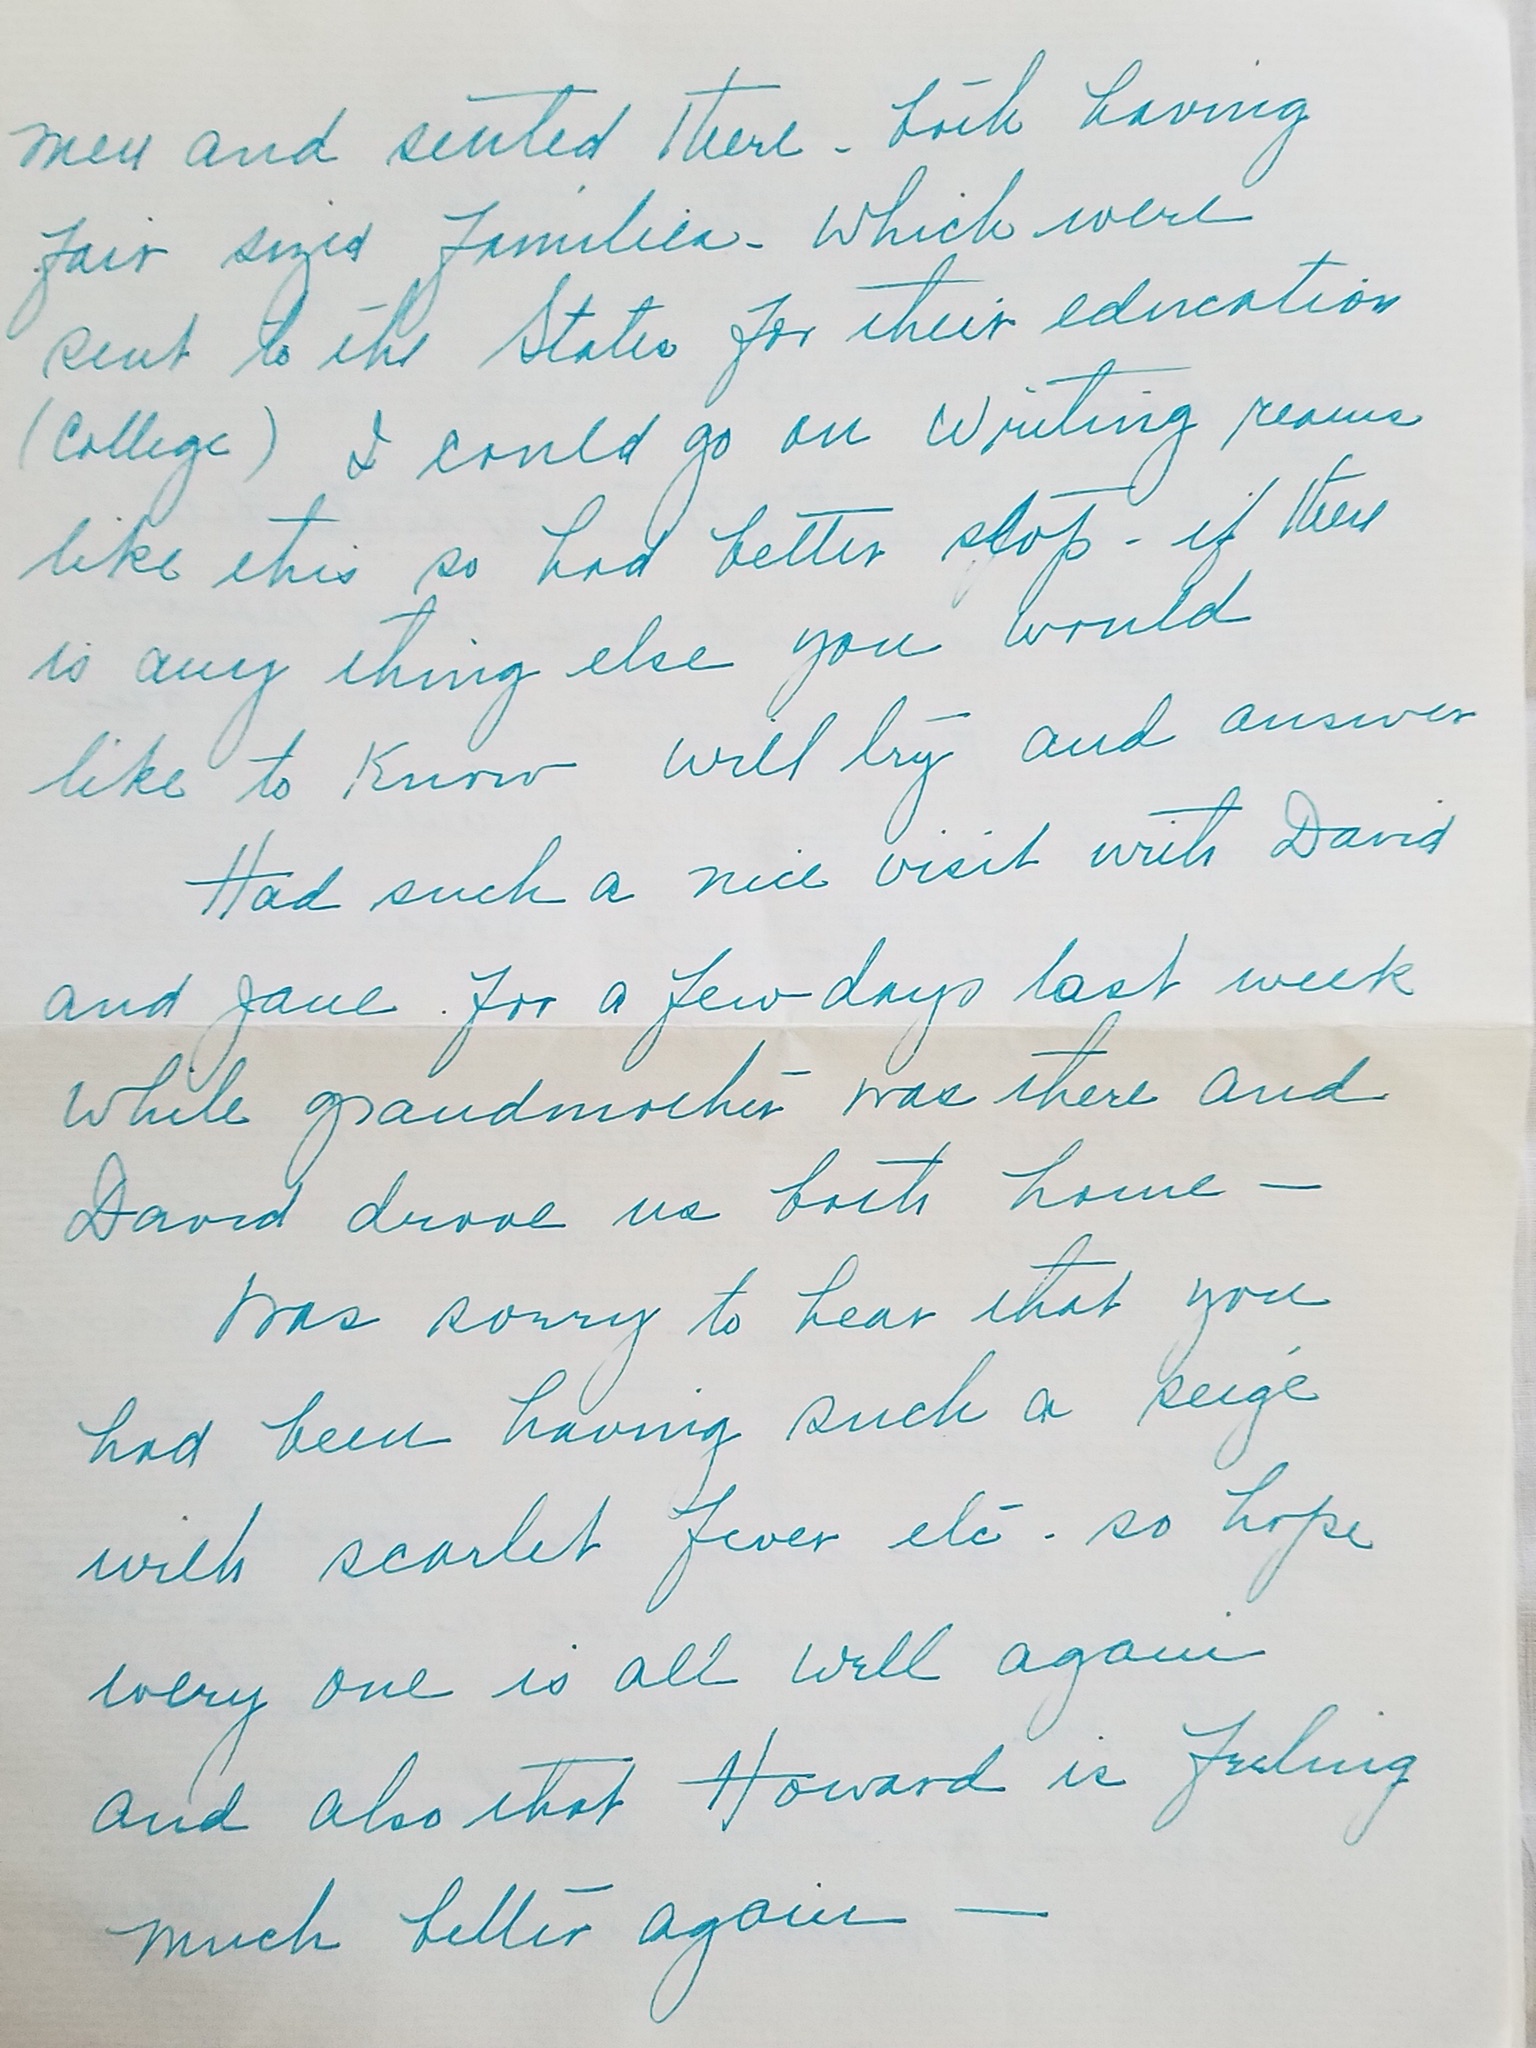 men and settled there - both having
fair sized families - which were
sent to the States for their education
(College) I could go on writing reams
like this so had better stop - if there
is any thing else you would
like to know will try and answer
Had such a nice visit with David
and Jane. for a few days last week
while grandmother was there and
David drove us both home -
Was sorry to hear that you
had been having such a seige
with scarlet fever etc - so hope
every one is all well again
and also that Howard is feeling
much better again -